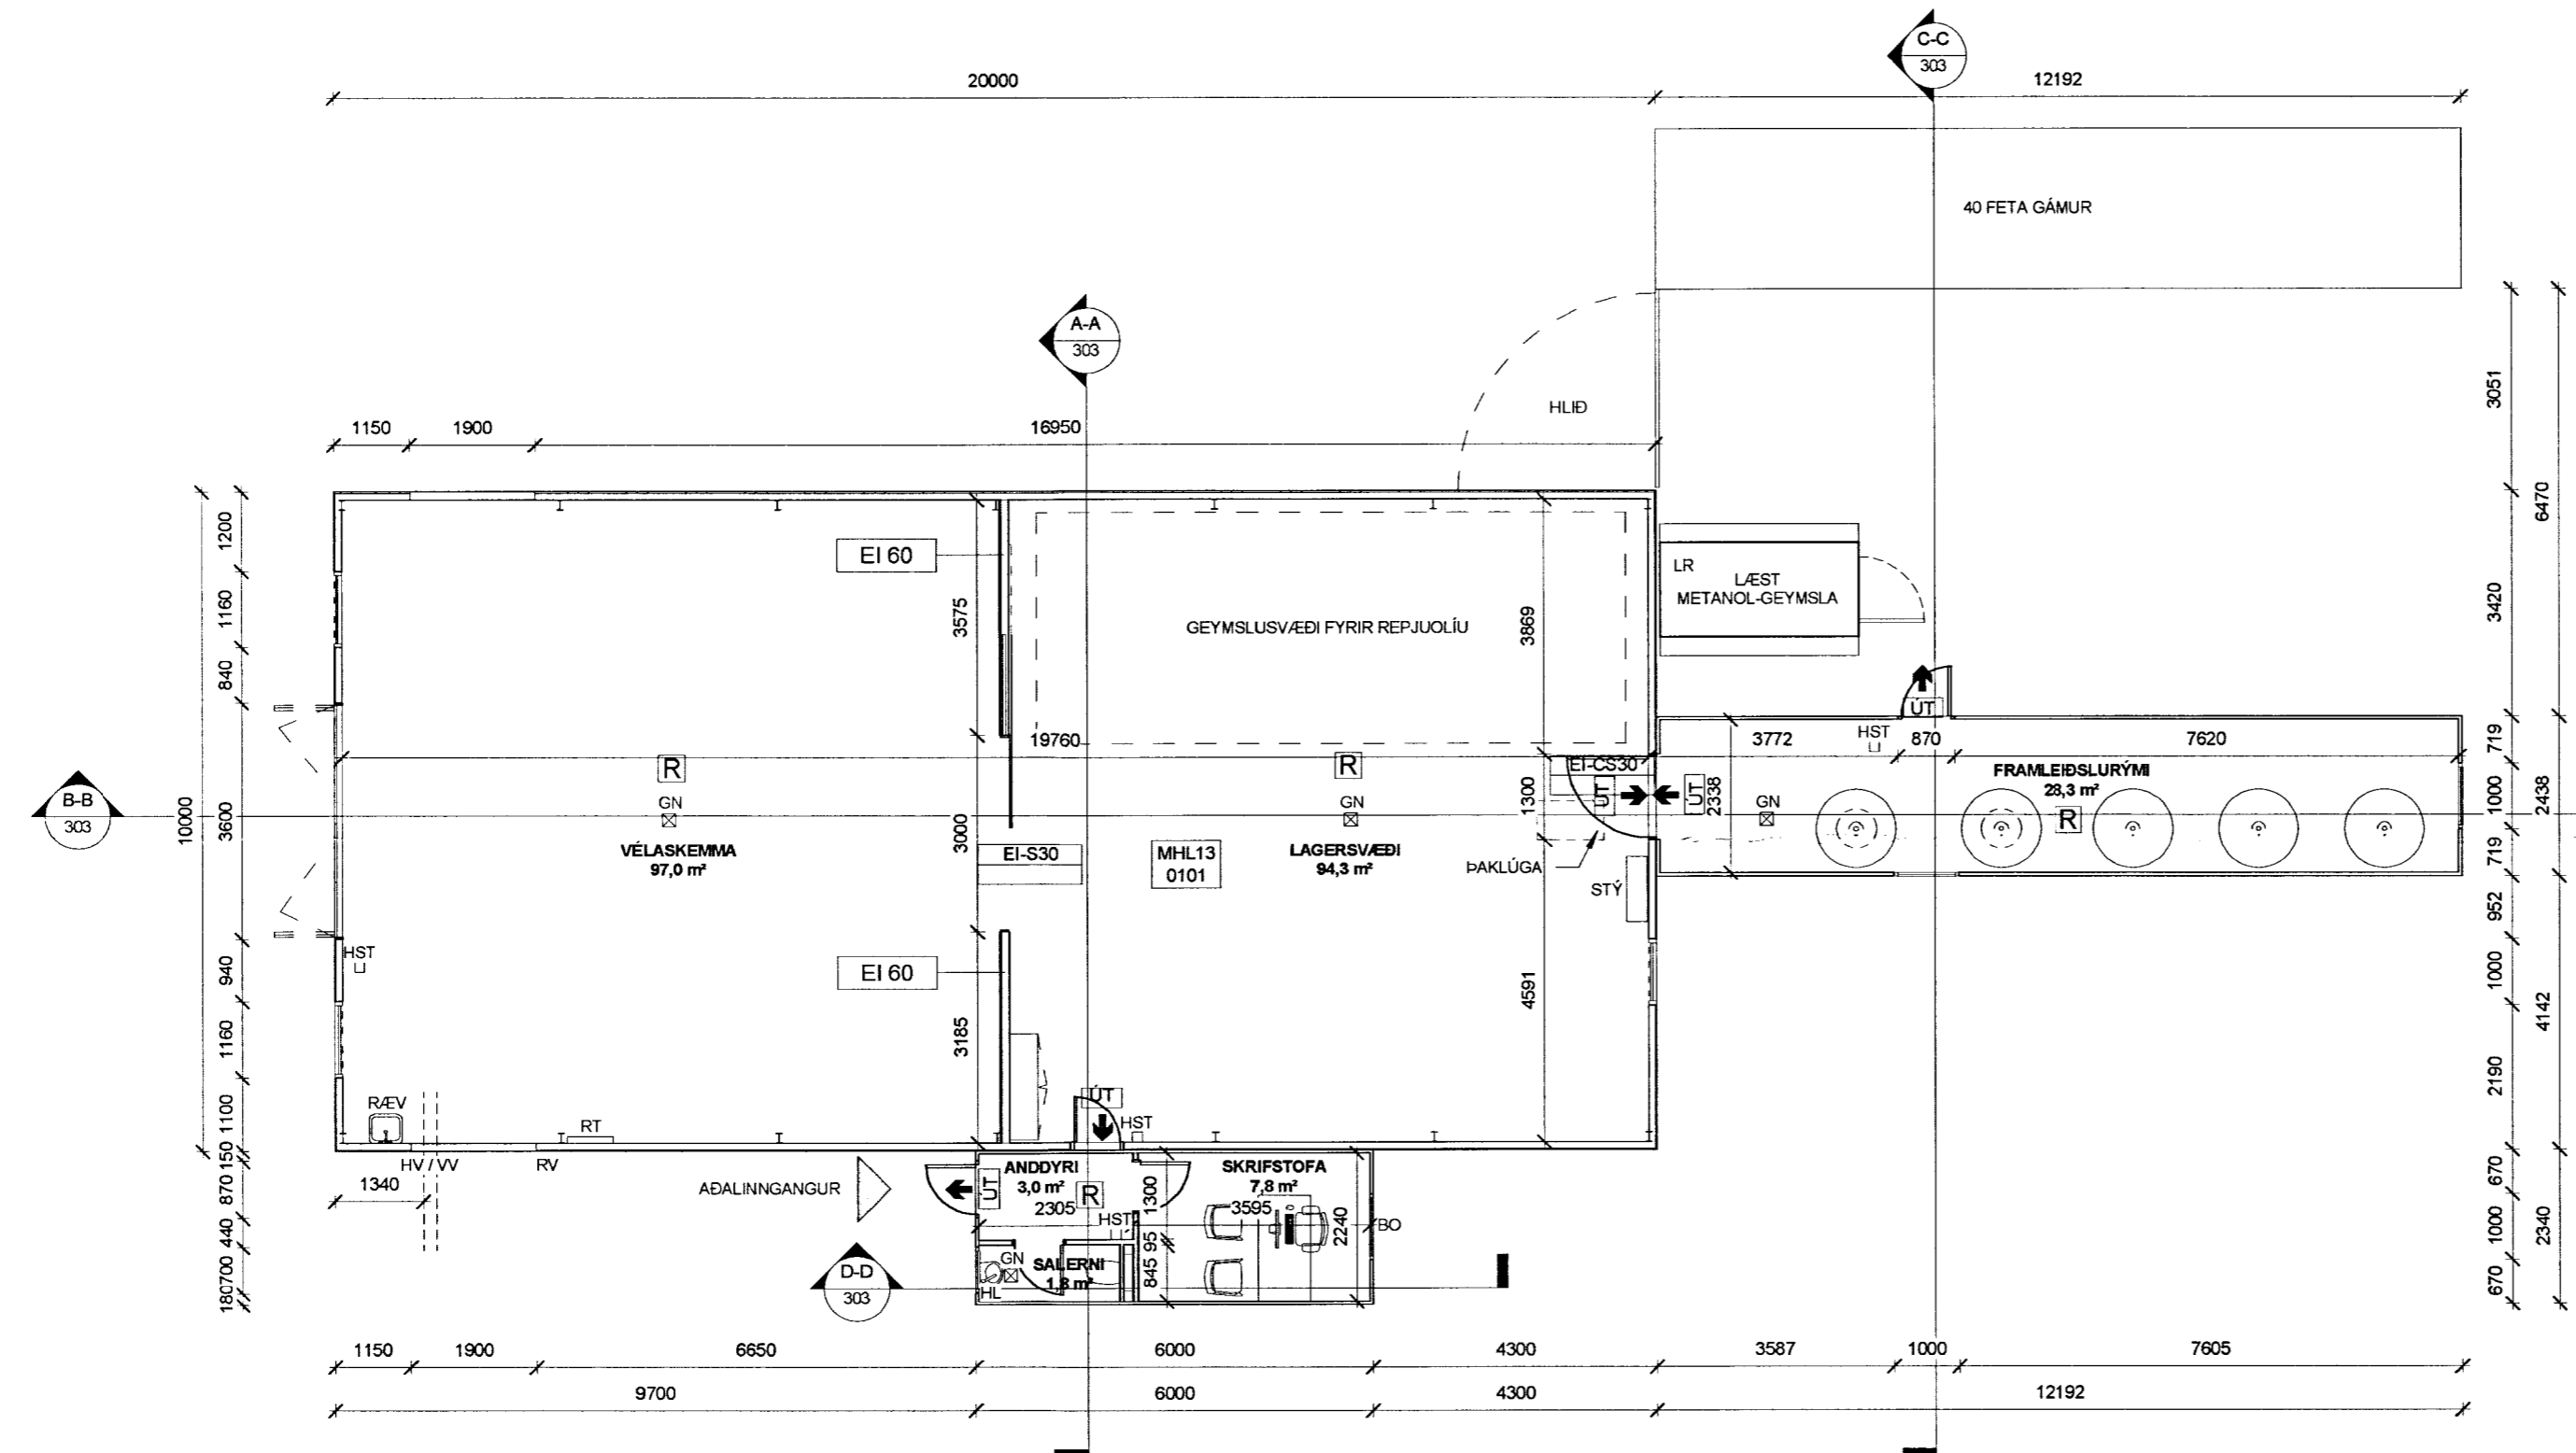 C-C
303
20000
12192
40 FETA GÁMUR
A-A
303
HLIÐ
3051
6470
1150
1900
16950
EI 60
1200
1160
840
3600
940
1160
1100
150
870
440
700
180
10000
3575
3000
3185
GEYMSLUSVÆÐI FYRIR REPJUOLÍU
3869
1300
4591
LR
LÆST
METANOL-GEYMSLA
3420
ÚT
HST
3772
870
7620
19760
R
R
GN
GN
EI-CS30
ÚT
ÚT
2338
GN
FRAMLEIÐSLURÝMI
28,3 m²
R
719
1000
719
2438
B-B
303
VÉLASKEMMA
97,0 m²
EI-S30
MHL13
0101
LAGERSVÆÐI
94,3 m²
ÞAKLÚGA
STÝ
952
1000
2190
4142
HST
EI 60
RÆV
RT
ÚT
HST
HV / VV
RV
1340
AÐALINNGANGUR
ÚT
ANDDYRI
3,0 m²
R
2305
HST
1300
95
845
SKRIFSTOFA
7,8 m²
3595
2240
BO
670
1000
670
2340
GN
SALERNI
1,8 m²
HL
D-D
303
1150
1900
6650
6000
4300
3587
1000
7605
9700
6000
4300
12192